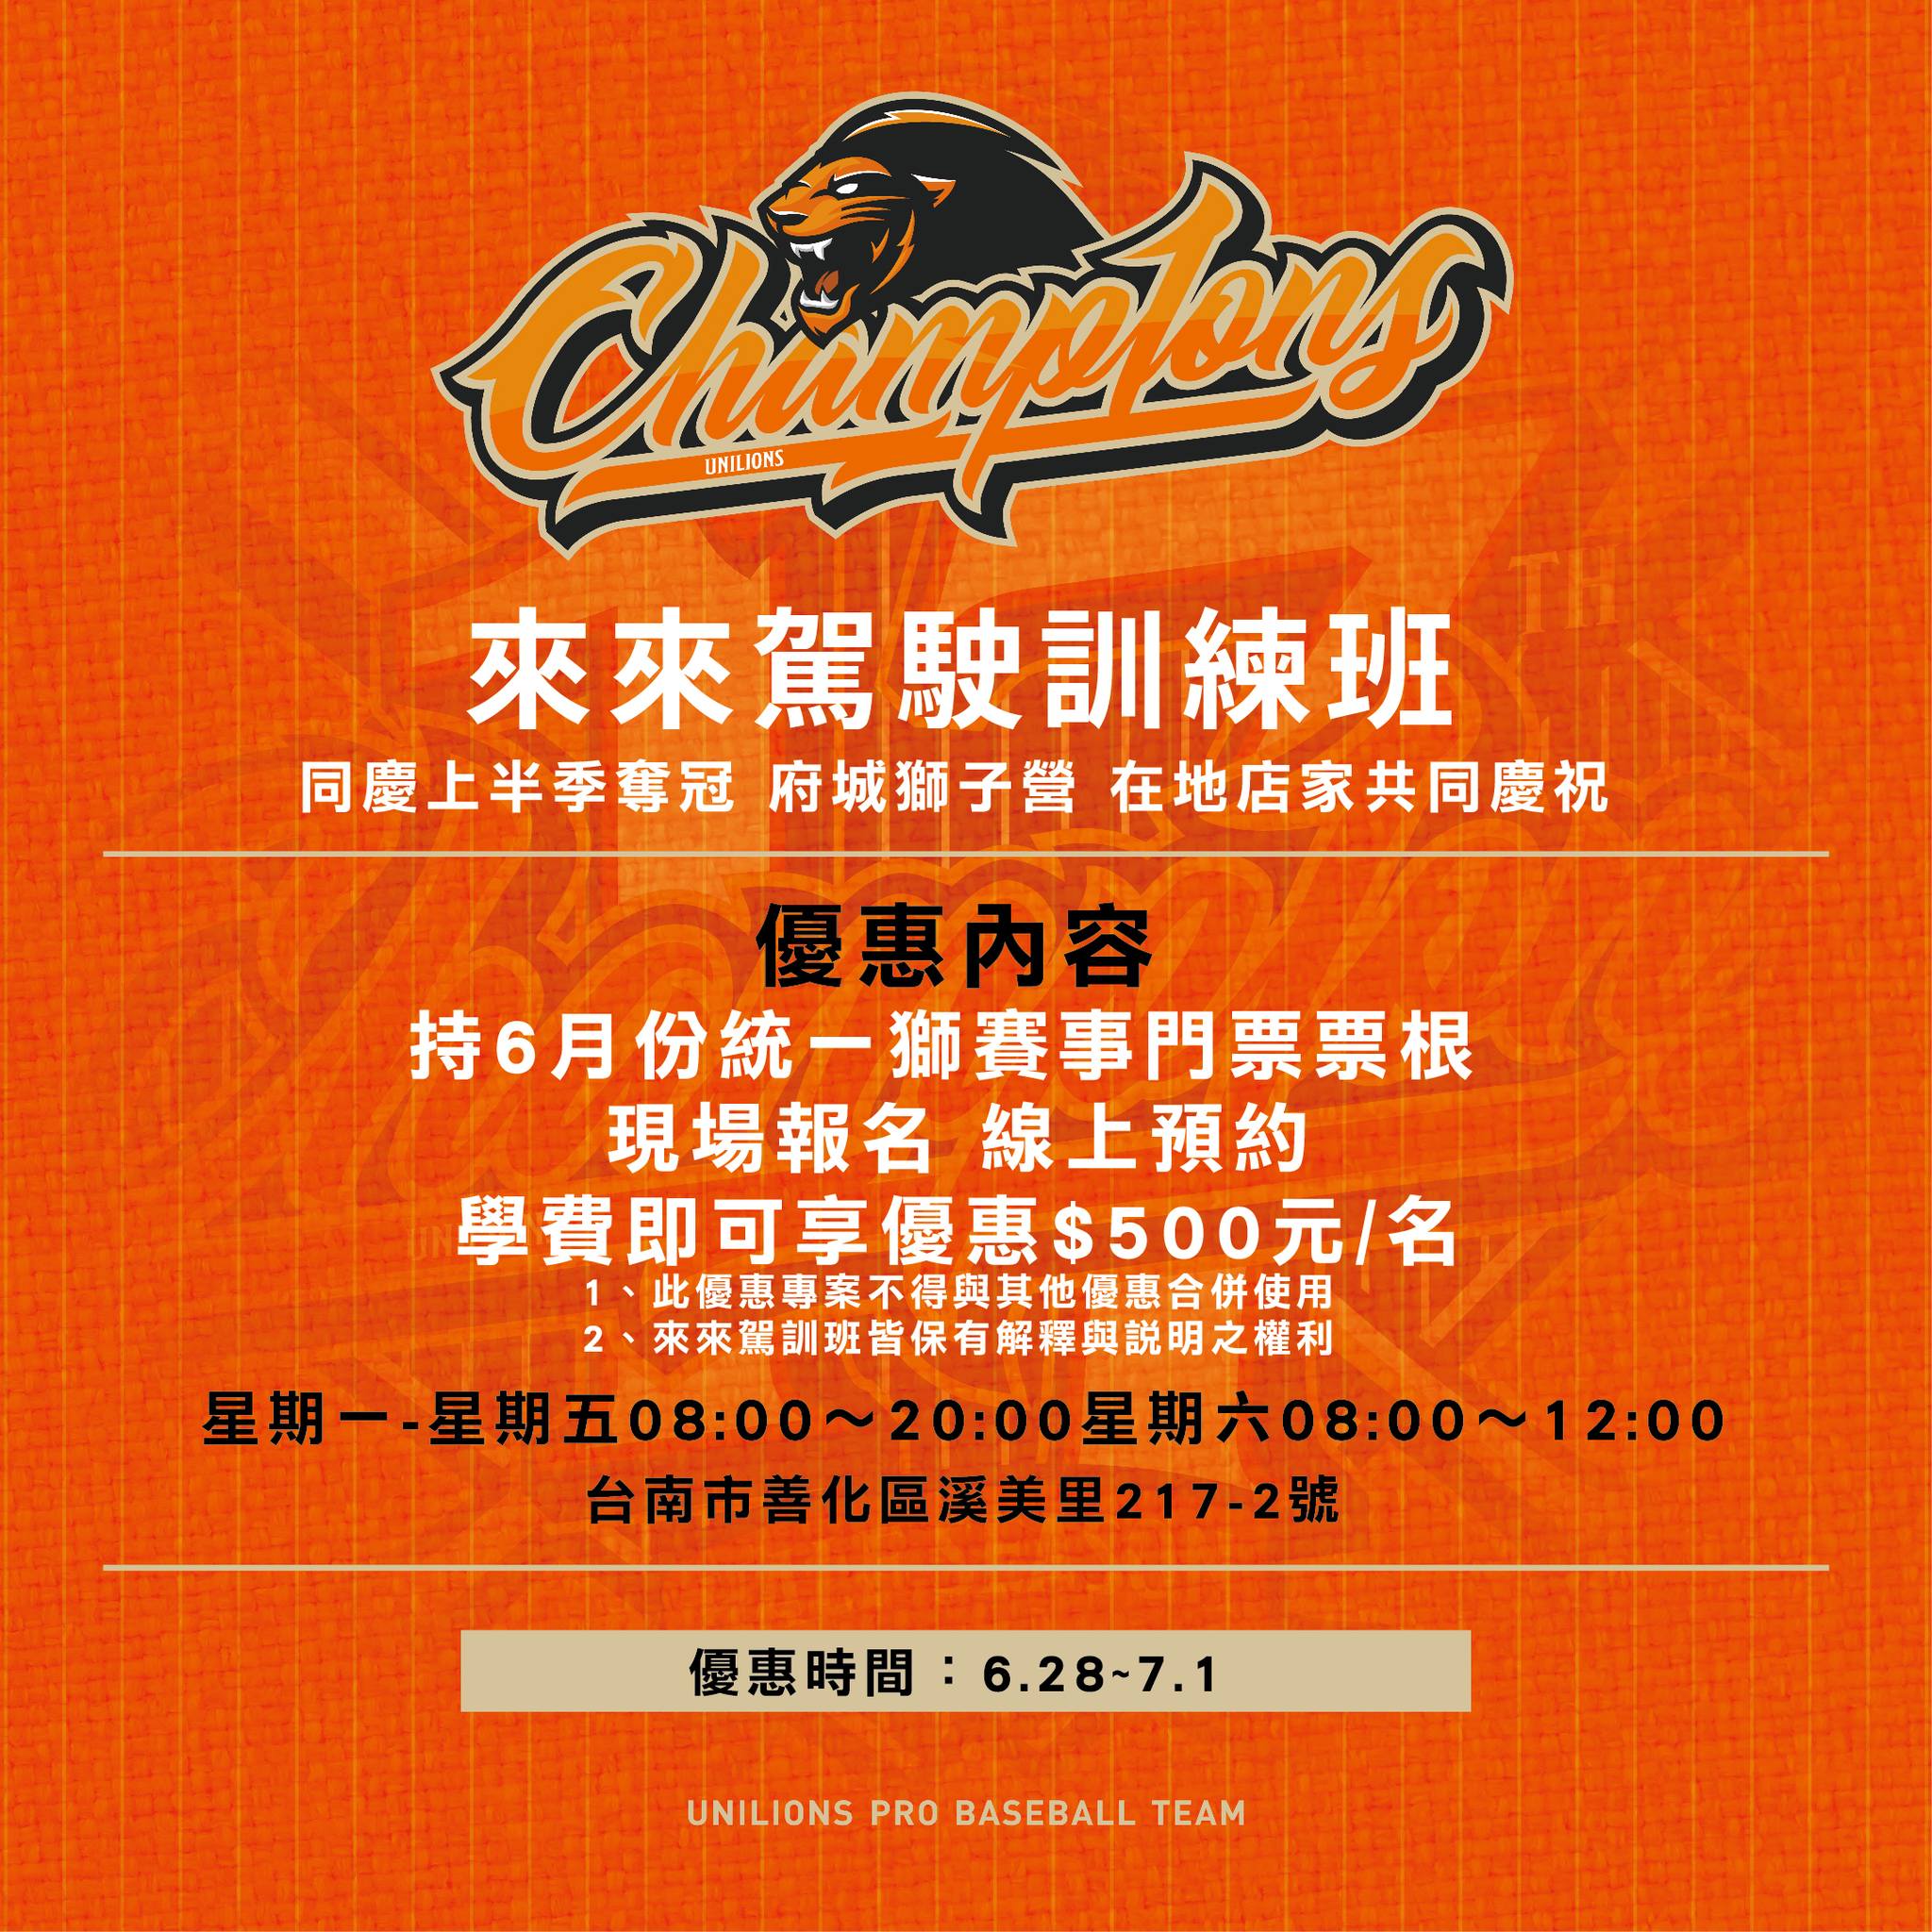 Champ1ons
UNILIONS
來來駕駛訓練班
同慶上半季奪冠 府城獅子營 在地店家共同慶祝
優惠內容
持6月份統一獅賽事門票票根
現場報名 線上預約
學費即可享優惠$500元/名
1、此優惠專案不得與其他優惠合併使用
2、來來駕訓班皆保有解釋與說明之權利
星期一-星期五08:00～20:00星期六08:00～12:00
台南市善化區溪美里217-2號
優惠時間：6.28~7.1
UNILIONS PRO BASEBALL TEAM